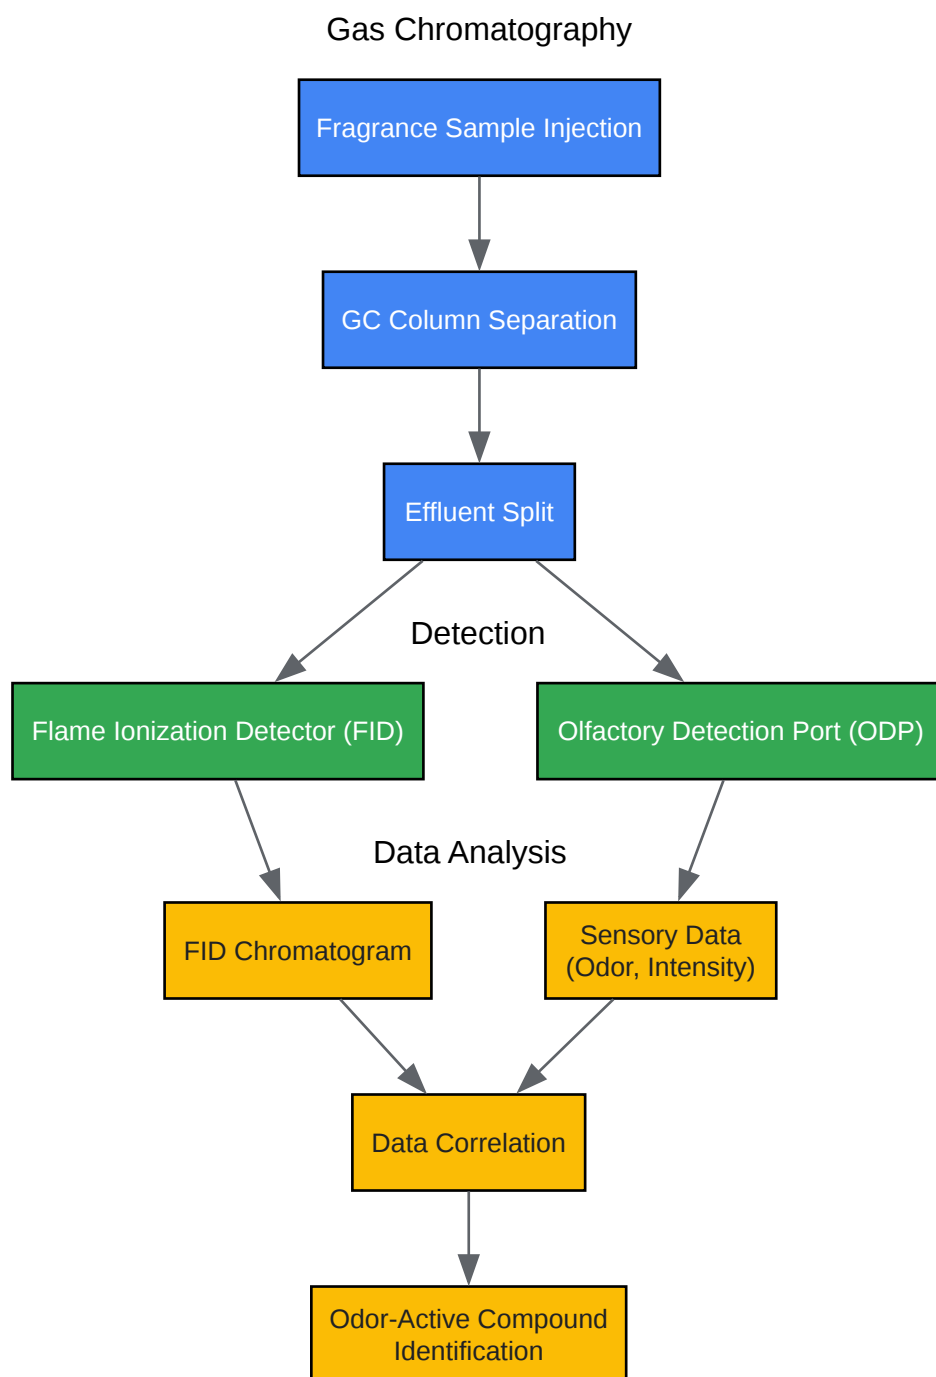 Gas Chromatography
Fragrance Sample Injection
GC Column Separation
Effluent Split
Detection
Flame Ionization Detector (FID)
Olfactory Detection Port (ODP)
Data Analysis
FID Chromatogram
Sensory Data
(Odor, Intensity)
Data Correlation
Odor-Active Compound
Identification